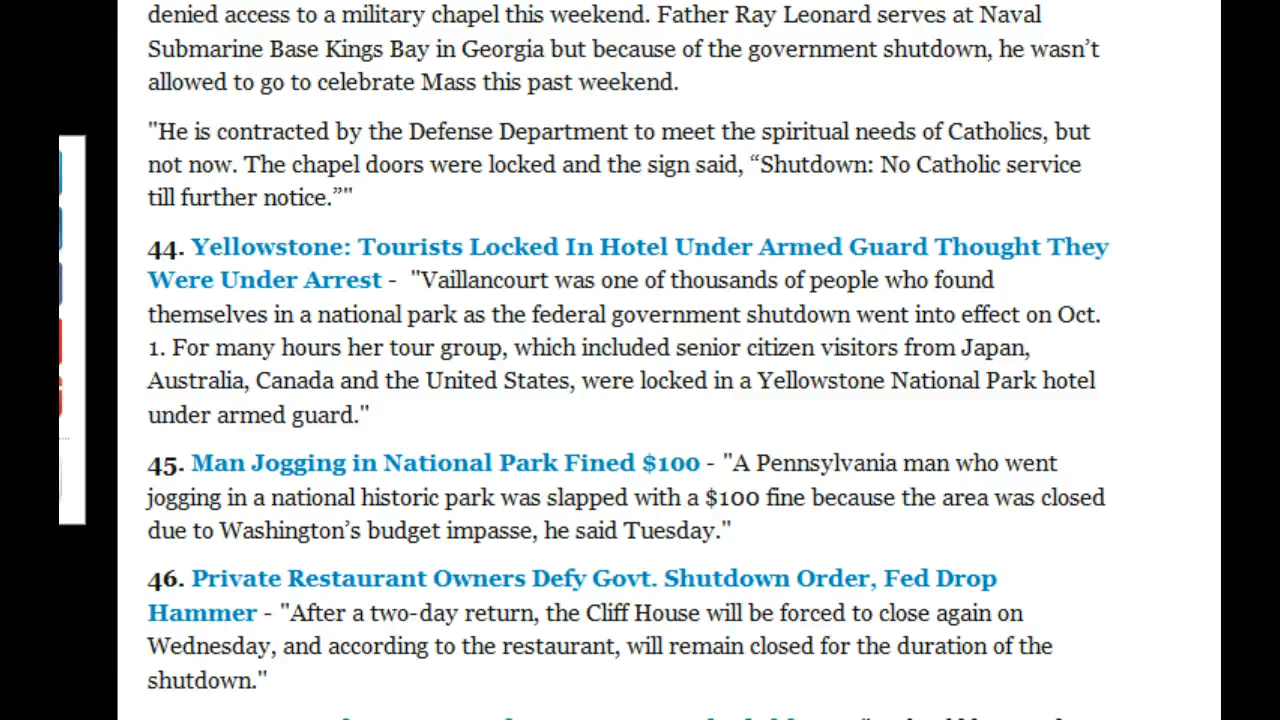 denied access to a military chapel this weekend. Father Ray Leonard serves at Naval
Submarine Base Kings Bay in Georgia but because of the government shutdown, he wasn’t
allowed to go to celebrate Mass this past weekend.
"He is contracted by the Defense Department to meet the spiritual needs of Catholics, but
not now. The chapel doors were locked and the sign said, “Shutdown: No Catholic service
till further notice.”"
44. Yellowstone: Tourists Locked In Hotel Under Armed Guard Thought They
Were Under Arrest - "Vaillancourt was one of thousands of people who found
themselves in a national park as the federal government shutdown went into effect on Oct.
1. For many hours her tour group, which included senior citizen visitors from Japan,
Australia, Canada and the United States, were locked in a Yellowstone National Park hotel
under armed guard."
45. Man Jogging in National Park Fined $100 - "A Pennsylvania man who went
jogging in a national historic park was slapped with a $100 fine because the area was closed
due to Washington’s budget impasse, he said Tuesday."
46. Private Restaurant Owners Defy Govt. Shutdown Order, Fed Drop
Hammer - "After a two-day return, the Cliff House will be forced to close again on
Wednesday, and according to the restaurant, will remain closed for the duration of the
shutdown."